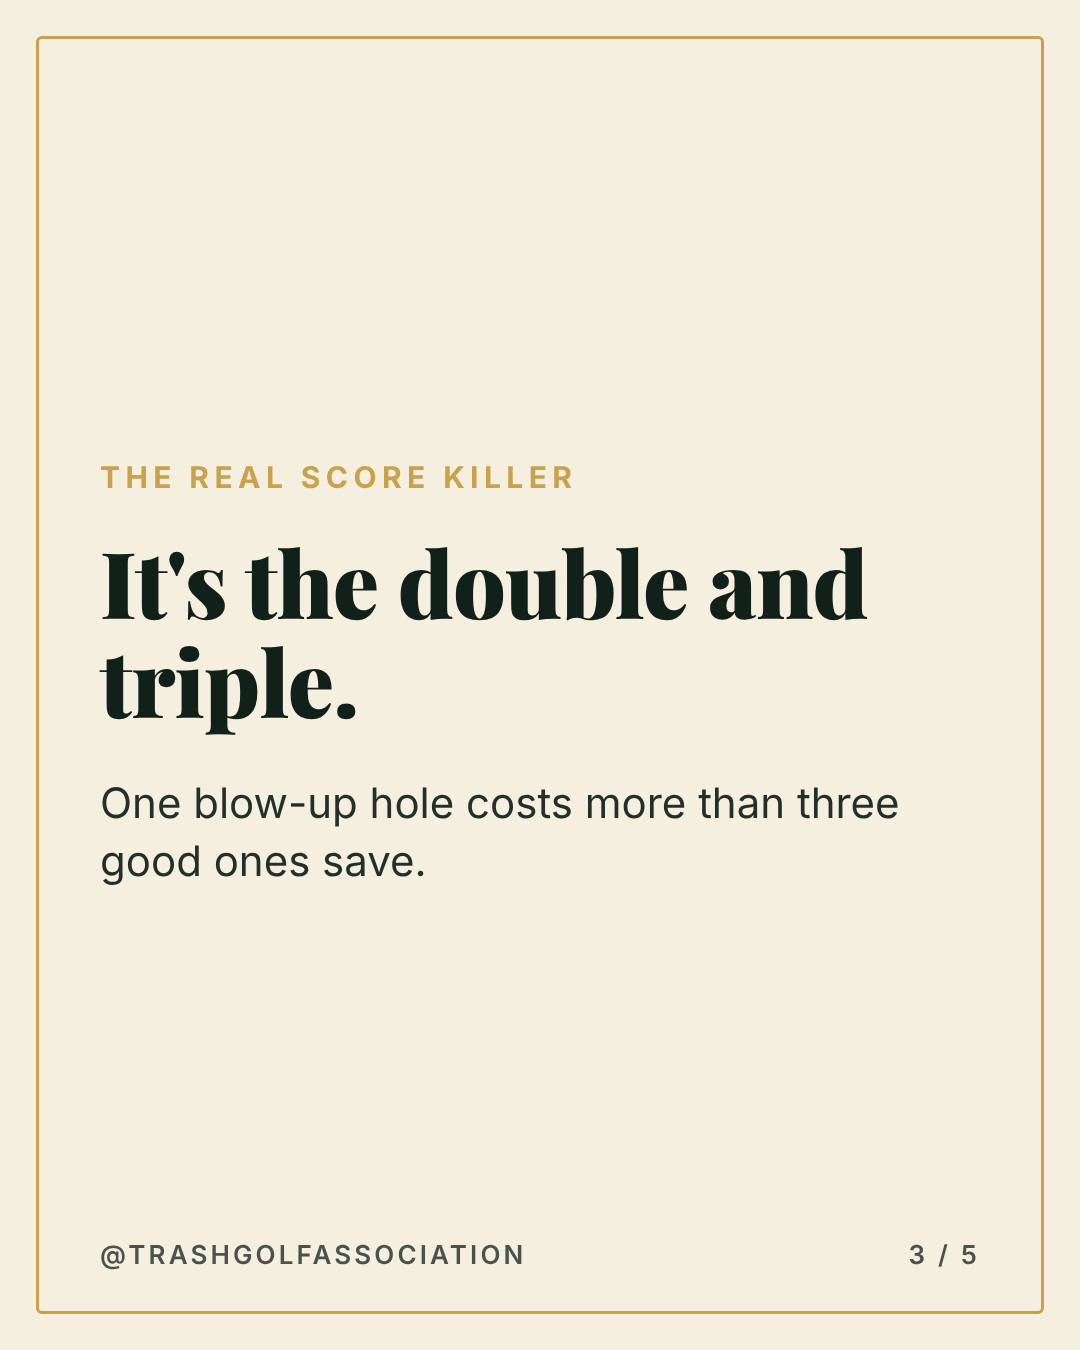 THE REAL SCORE KILLER
It's the double and
triple.
One blow-up hole costs more than three
good ones save.
@TRASHGOLFASSOCIATION
3 / 5